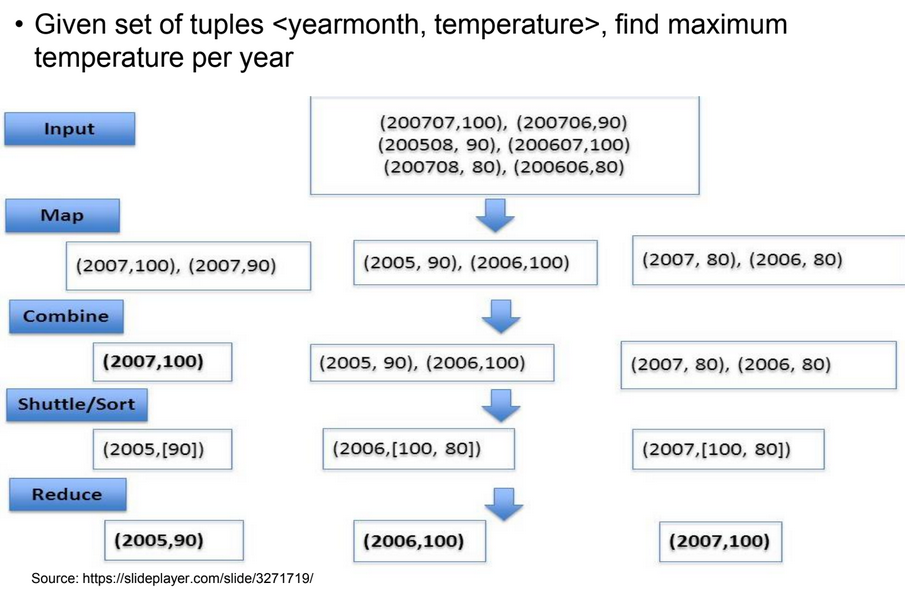 • Given set of tuples <yearmonth, temperature>, find maximum
temperature per year
Input
(200707,100), (200706,90)
(200508, 90), (200607,100)
(200708, 80), (200606,80)
Map
(2007,100), (2007,90)
(2005, 90), (2006,100)
(2007, 80), (2006, 80)
Combine
(2007,100)
(2005, 90), (2006,100)
(2007, 80), (2006, 80)
Shuttle/Sort
(2005,[90])
(2006,[100, 80])
(2007,[100, 80])
Reduce
(2005,90)
(2006,100)
(2007,100)
Source: https://slideplayer.com/slide/3271719/